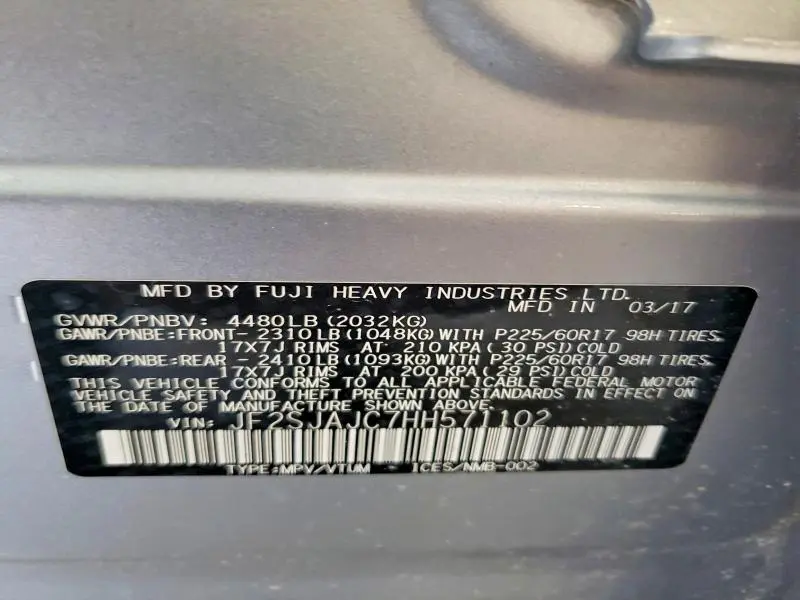 MFD BY FUJI HEAVY INDUSTRIES LTD.
MFD IN 03/17
GVWR/PNBV: 4480LB(2032KG)
GAWR/PNBE:FRONT-2310LB(1048KG)WITH P225/60R17 98H TIRES.
17X7J RIMS AT 210 KPA(30 PSI)COLD
GAWR/PNBE:REAR -2410LB(1093KG)WITH P225/60R17 98H TIRES.
17X7J RIMS AT 200 KPA(29 PSI)COLD
THIS VEHICLE CONFORMS TO ALL APPLICABLE FEDERAL MOTOR
VEHICLE SAFETY AND THEFT PREVENTION STANDARDS IN EFFECT ON
THE DATE OF MANUFACTURE SHOWN ABOVE.
VIN: JF2SJAJC7HH571102
TYPE:MPV/VTUM - ICES/NMB-002